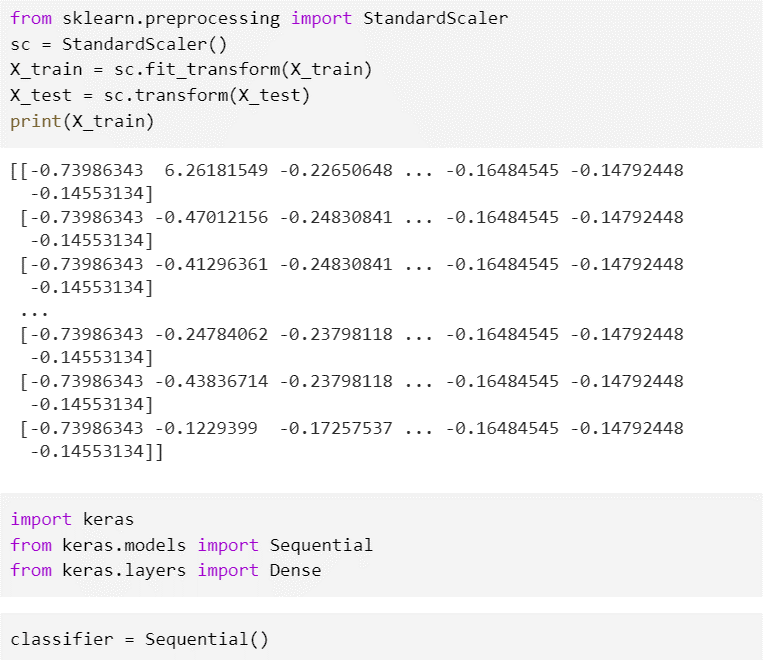 from sklearn.preprocessing import StandardScaler
sc = StandardScaler()
X_train = sc.fit_transform(X_train)
X_test = sc.transform(X_test)
print(X_train)
[[-0.73986343  6.26181549 -0.22650648 ... -0.16484545 -0.14792448
  -0.14553134]
 [-0.73986343 -0.47012156 -0.24830841 ... -0.16484545 -0.14792448
  -0.14553134]
 [-0.73986343 -0.41296361 -0.24830841 ... -0.16484545 -0.14792448
  -0.14553134]
 ...
 [-0.73986343 -0.24784062 -0.23798118 ... -0.16484545 -0.14792448
  -0.14553134]
 [-0.73986343 -0.43836714 -0.23798118 ... -0.16484545 -0.14792448
  -0.14553134]
 [-0.73986343 -0.1229399  -0.17257537 ... -0.16484545 -0.14792448
  -0.14553134]]
import keras
from keras.models import Sequential
from keras.layers import Dense
classifier = Sequential()